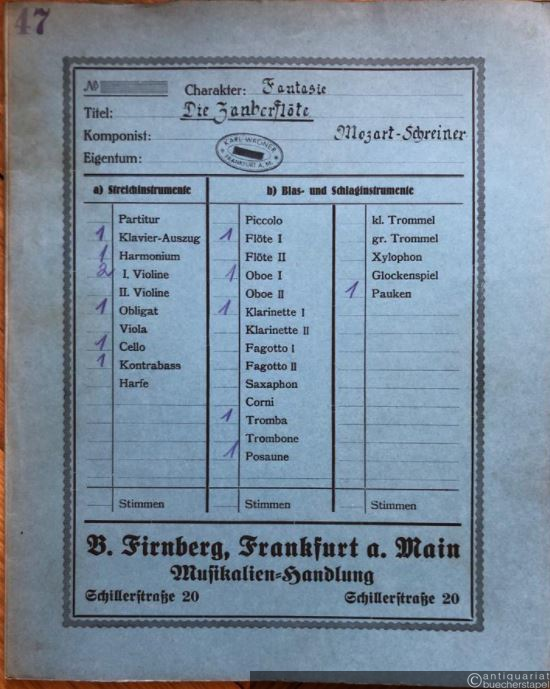 47
№
Charakter: Fantasie
Titel: Die Zauberflöte
Komponist: Mozart-Schreiner
Eigentum:
KARL WAGNER
FRANKFURT A. M.
a) Streichinstrumente
Partitur
1 Klavier-Auszug
1 Harmonium
2 I. Violine
II. Violine
1 Obligat
Viola
1 Cello
1 Kontrabass
Harfe
Stimmen
b) Blas- und Schlaginstrumente
Piccolo
1 Flöte I
Flöte II
1 Oboe I
Oboe II
1 Klarinette I
Klarinette II
Fagotto I
Fagotto II
Saxaphon
Corni
1 Tromba
Trombone
1 Posaune
Stimmen
kl. Trommel
gr. Trommel
Xylophon
Glockenspiel
1 Pauken
Stimmen
B. Firnberg, Frankfurt a. Main
Musikalien-Handlung
Schillerstraße 20 Schillerstraße 20
antiquariat
buecherstapel